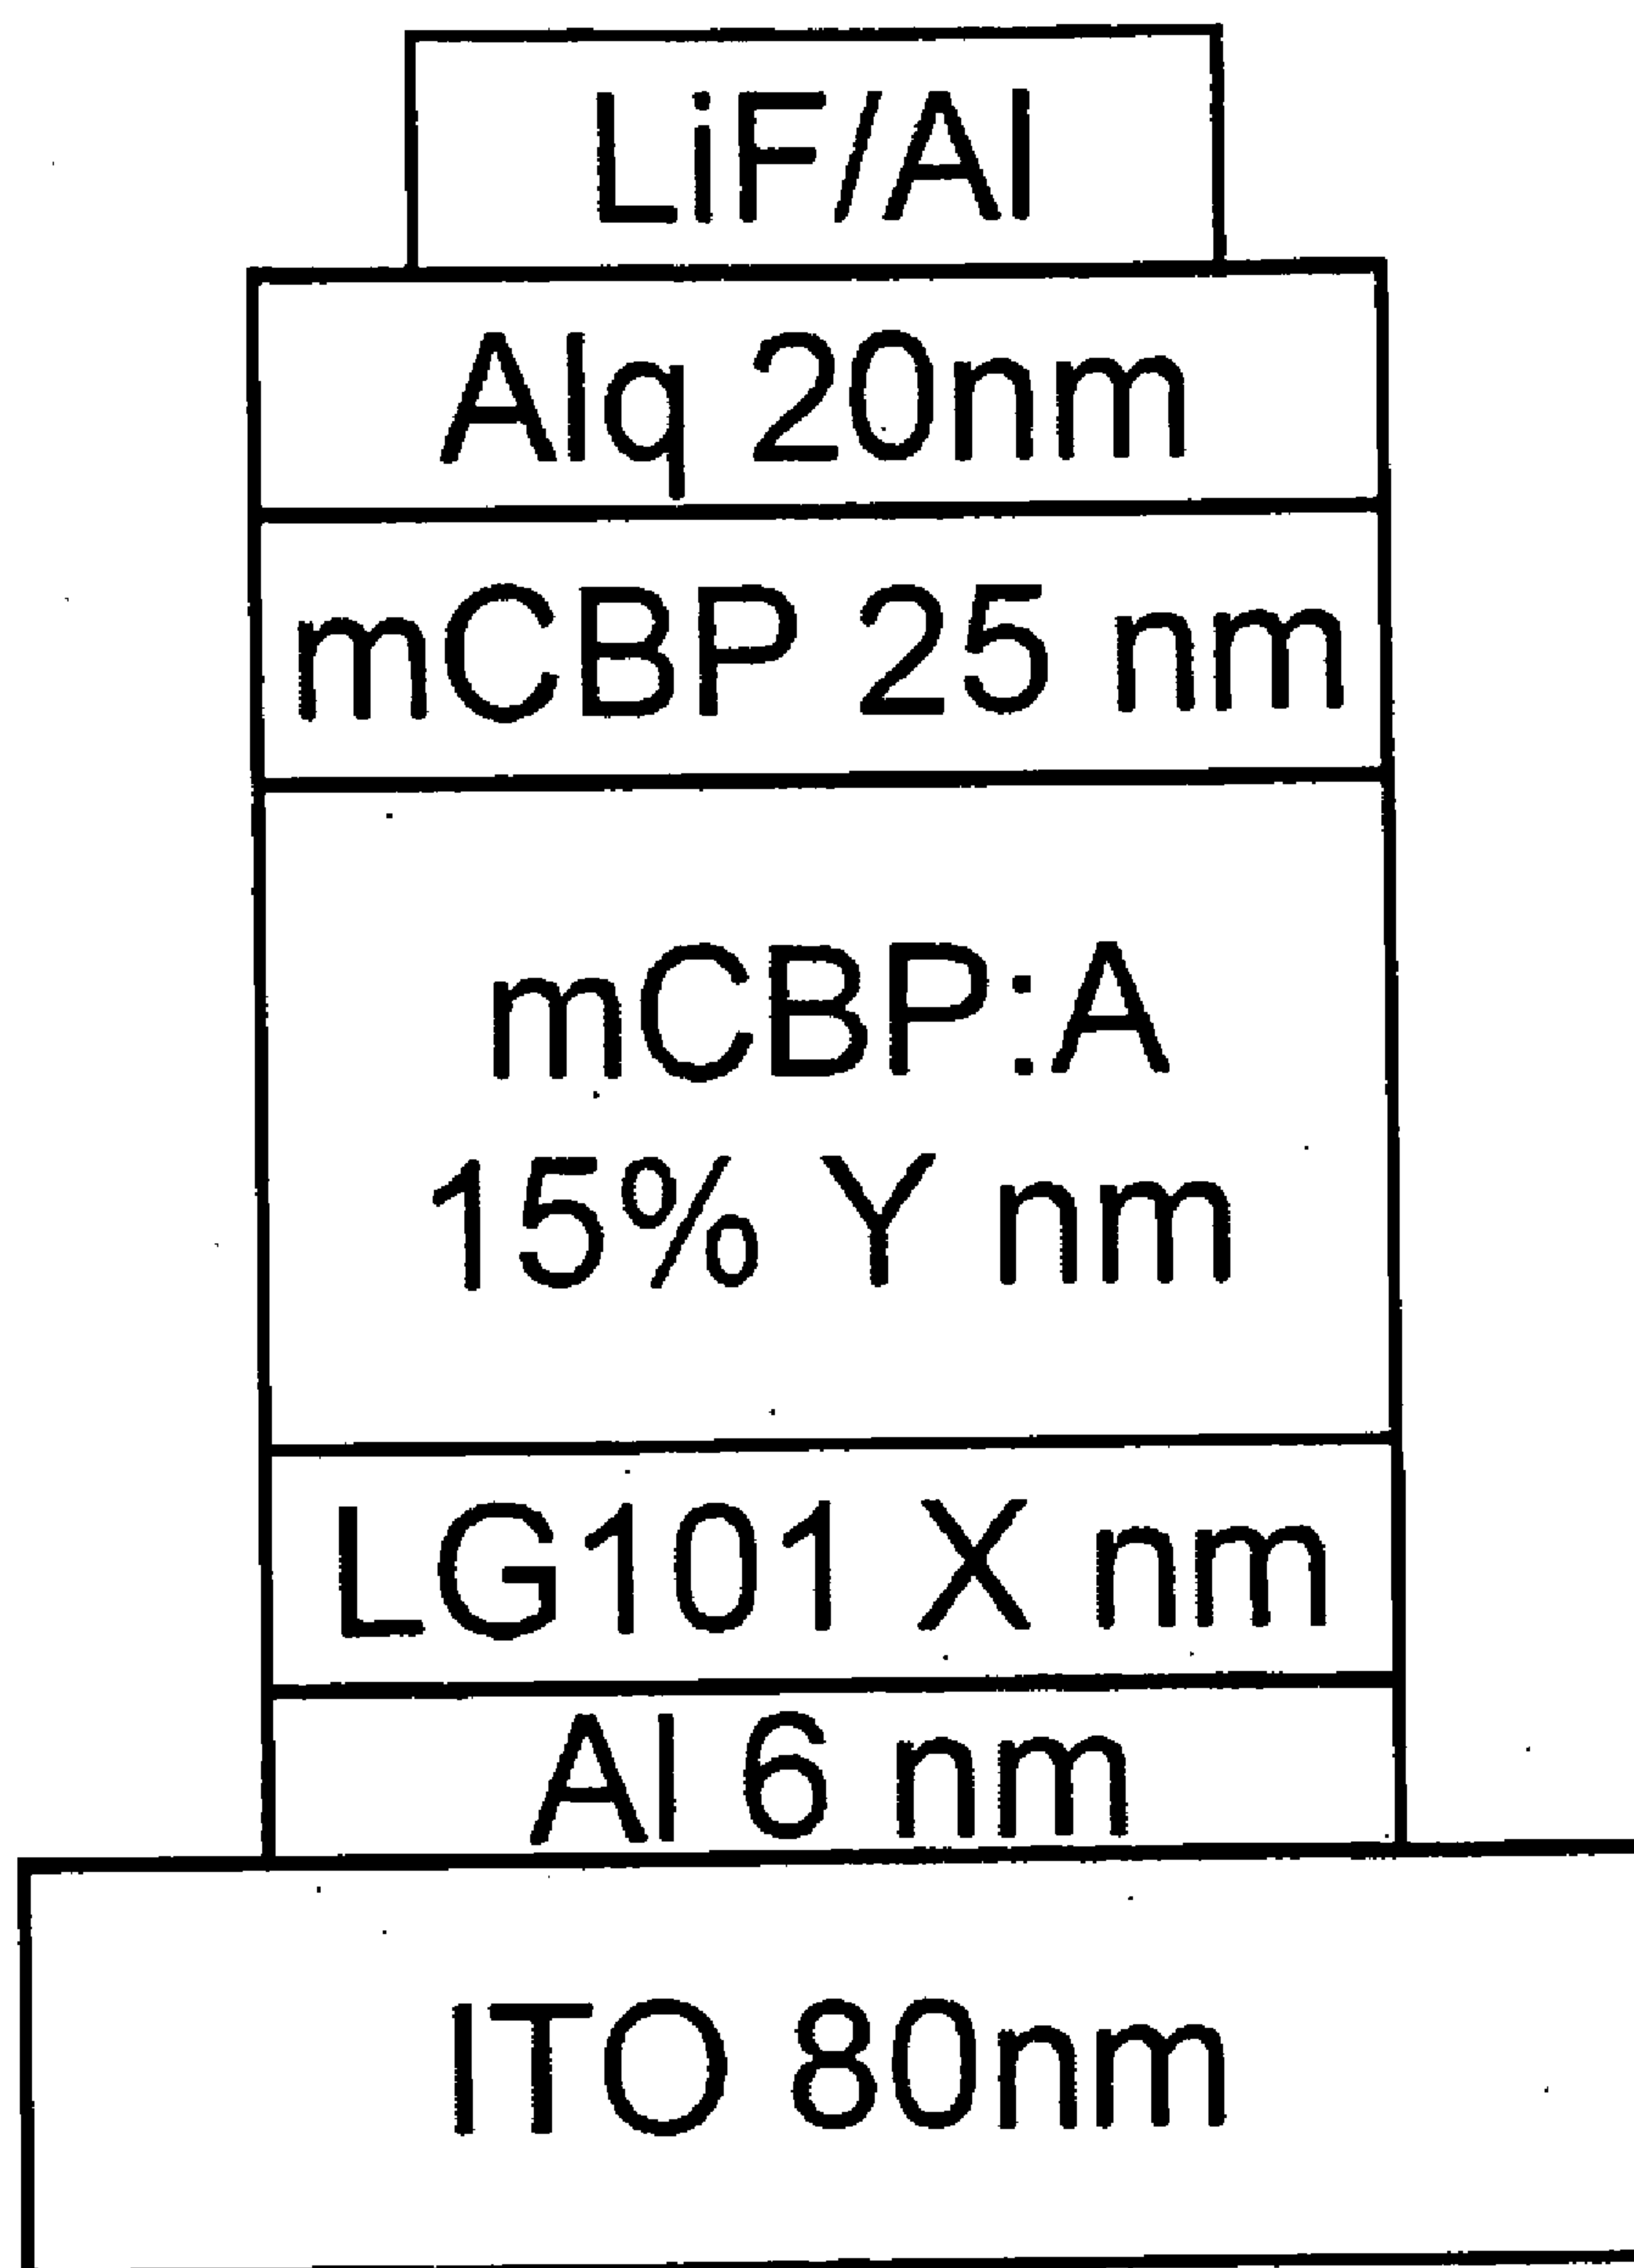 LiF/Al
Alq 20nm
mCBP 25 nm
mCBP:A
15% Y nm
LG101 X nm
Al 6 nm
ITO 80nm